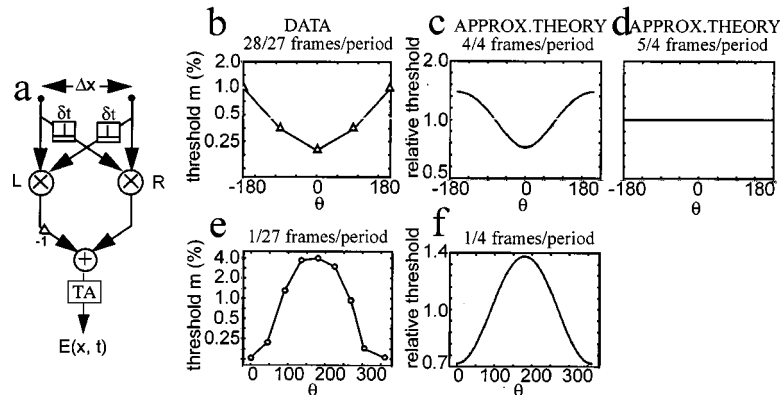 a
Δx
δt
δt
L
R
-1
+
TA
E(x, t)
b
DATA
28/27 frames/period
threshold m (%)
2.0
1.0
0.5
0.25
-180
0
180
θ
c
APPROX.THEORY
4/4 frames/period
relative threshold
2.0
1.0
0.5
-180
0
180
θ
d
APPROX.THEORY
5/4 frames/period
-180
0
180
θ
e
1/27 frames/period
threshold m (%)
4.0
2.0
1.0
0.5
0.25
0
100
200
300
θ
f
1/4 frames/period
relative threshold
1.4
1.0
0.7
0
100
200
300
θ